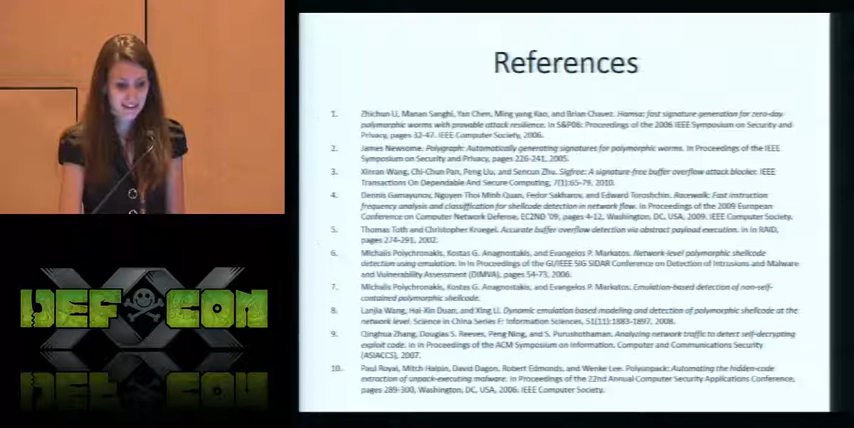 References
1. Zhichun Li, Manan Sanghi, Yan Chen, Ming yang Kao, and Brian Chavez. Hamsa: fast signature generation for zero-day
polymorphic worms with provable attack resilience. In S&P06: Proceedings of the 2006 IEEE Symposium on Security and
Privacy, pages 32-47. IEEE Computer Society, 2006.
2. James Newsome. Polygraph: Automatically generating signatures for polymorphic worms. In Proceedings of the IEEE
Symposium on Security and Privacy, pages 226-241, 2005.
3. Xinran Wang, Chi-Chun Pan, Peng Liu, and Sencun Zhu. Sigfree: A signature-free buffer overflow attack blocker. IEEE
Transactions On Dependable And Secure Computing, 7(1):65-79, 2010.
4. Dennis Gamayunov, Nguyen Thoi Minh Quan, Fedor Sakharov, and Edward Toroshchin. Racewalk: Fast instruction
frequency analysis and classification for shellcode detection in network flow. In Proceedings of the 2009 European
Conference on Computer Network Defense, EC2ND '09, pages 4-12, Washington, DC, USA, 2009. IEEE Computer Society.
5. Thomas Toth and Christopher Kruegel. Accurate buffer overflow detection via abstract payload execution. In In RAID,
pages 274-291, 2002.
6. Michalis Polychronakis, Kostas G. Anagnostakis, and Evangelos P. Markatos. Network-level polymorphic shellcode
detection using emulation. In In Proceedings of the GI/IEEE SIG SIDAR Conference on Detection of Intrusions and Malware
and Vulnerability Assessment (DIMVA), pages 54-73, 2006.
7. Michalis Polychronakis, Kostas G. Anagnostakis, and Evangelos P. Markatos. Emulation-based detection of non-self-
contained polymorphic shellcode.
8. Lanjia Wang, Hai-Xin Duan, and Xing Li. Dynamic emulation based modeling and detection of polymorphic shellcode at the
network level. Science in China Series F: Information Sciences, 51(11):1883-1897, 2008.
9. Qinghua Zhang, Douglas S. Reeves, Peng Ning, and S. Purushothaman. Analyzing network traffic to detect self-decrypting
exploit code. In In Proceedings of the ACM Symposium on Information, Computer and Communications Security
(ASIACCS), 2007.
10. Paul Royal, Mitch Halpin, David Dagon, Robert Edmonds, and Wenke Lee. Polyunpack: Automating the hidden-code
extraction of unpack-executing malware. In Proceedings of the 22nd Annual Computer Security Applications Conference,
pages 289-300, Washington, DC, USA, 2006. IEEE Computer Society.
XX
DEF CON